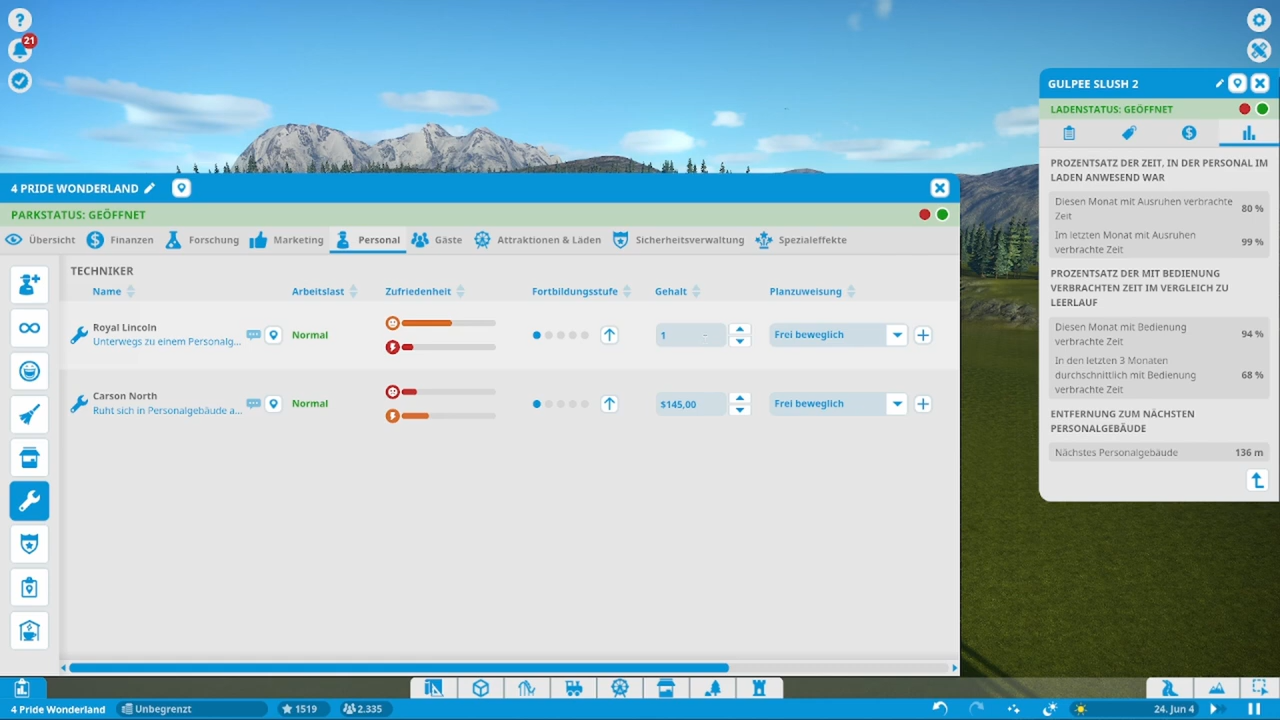 ?
21
GULPEE SLUSH 2
LADENSTATUS: GEÖFFNET
PROZENTSATZ DER ZEIT, IN DER PERSONAL IM
LADEN ANWESEND WAR
Diesen Monat mit Ausruhen verbrachte
Zeit
80 %
Im letzten Monat mit Ausruhen
verbrachte Zeit
99 %
PROZENTSATZ DER MIT BEDIENUNG
VERBRACHTEN ZEIT IM VERGLEICH ZU
LEERLAUF
Diesen Monat mit Bedienung
verbrachte Zeit
94 %
In den letzten 3 Monaten
durchschnittlich mit Bedienung
verbrachte Zeit
68 %
ENTFERNUNG ZUM NÄCHSTEN
PERSONALGEBÄUDE
Nächstes Personalgebäude 136 m
4 PRIDE WONDERLAND
PARKSTATUS: GEÖFFNET
Übersicht Finanzen Forschung Marketing Personal Gäste Attraktionen & Läden Sicherheitsverwaltung Spezialeffekte
TECHNIKER
Name Arbeitslast Zufriedenheit Fortbildungsstufe Gehalt Planzuweisung
Royal Lincoln
Unterwegs zu einem Personalg...
Normal
1
Frei beweglich
Carson North
Ruht sich in Personalgebäude a...
Normal
$145,00
Frei beweglich
4 Pride Wonderland Unbegrenzt 1519 2.335 24. Jun 4